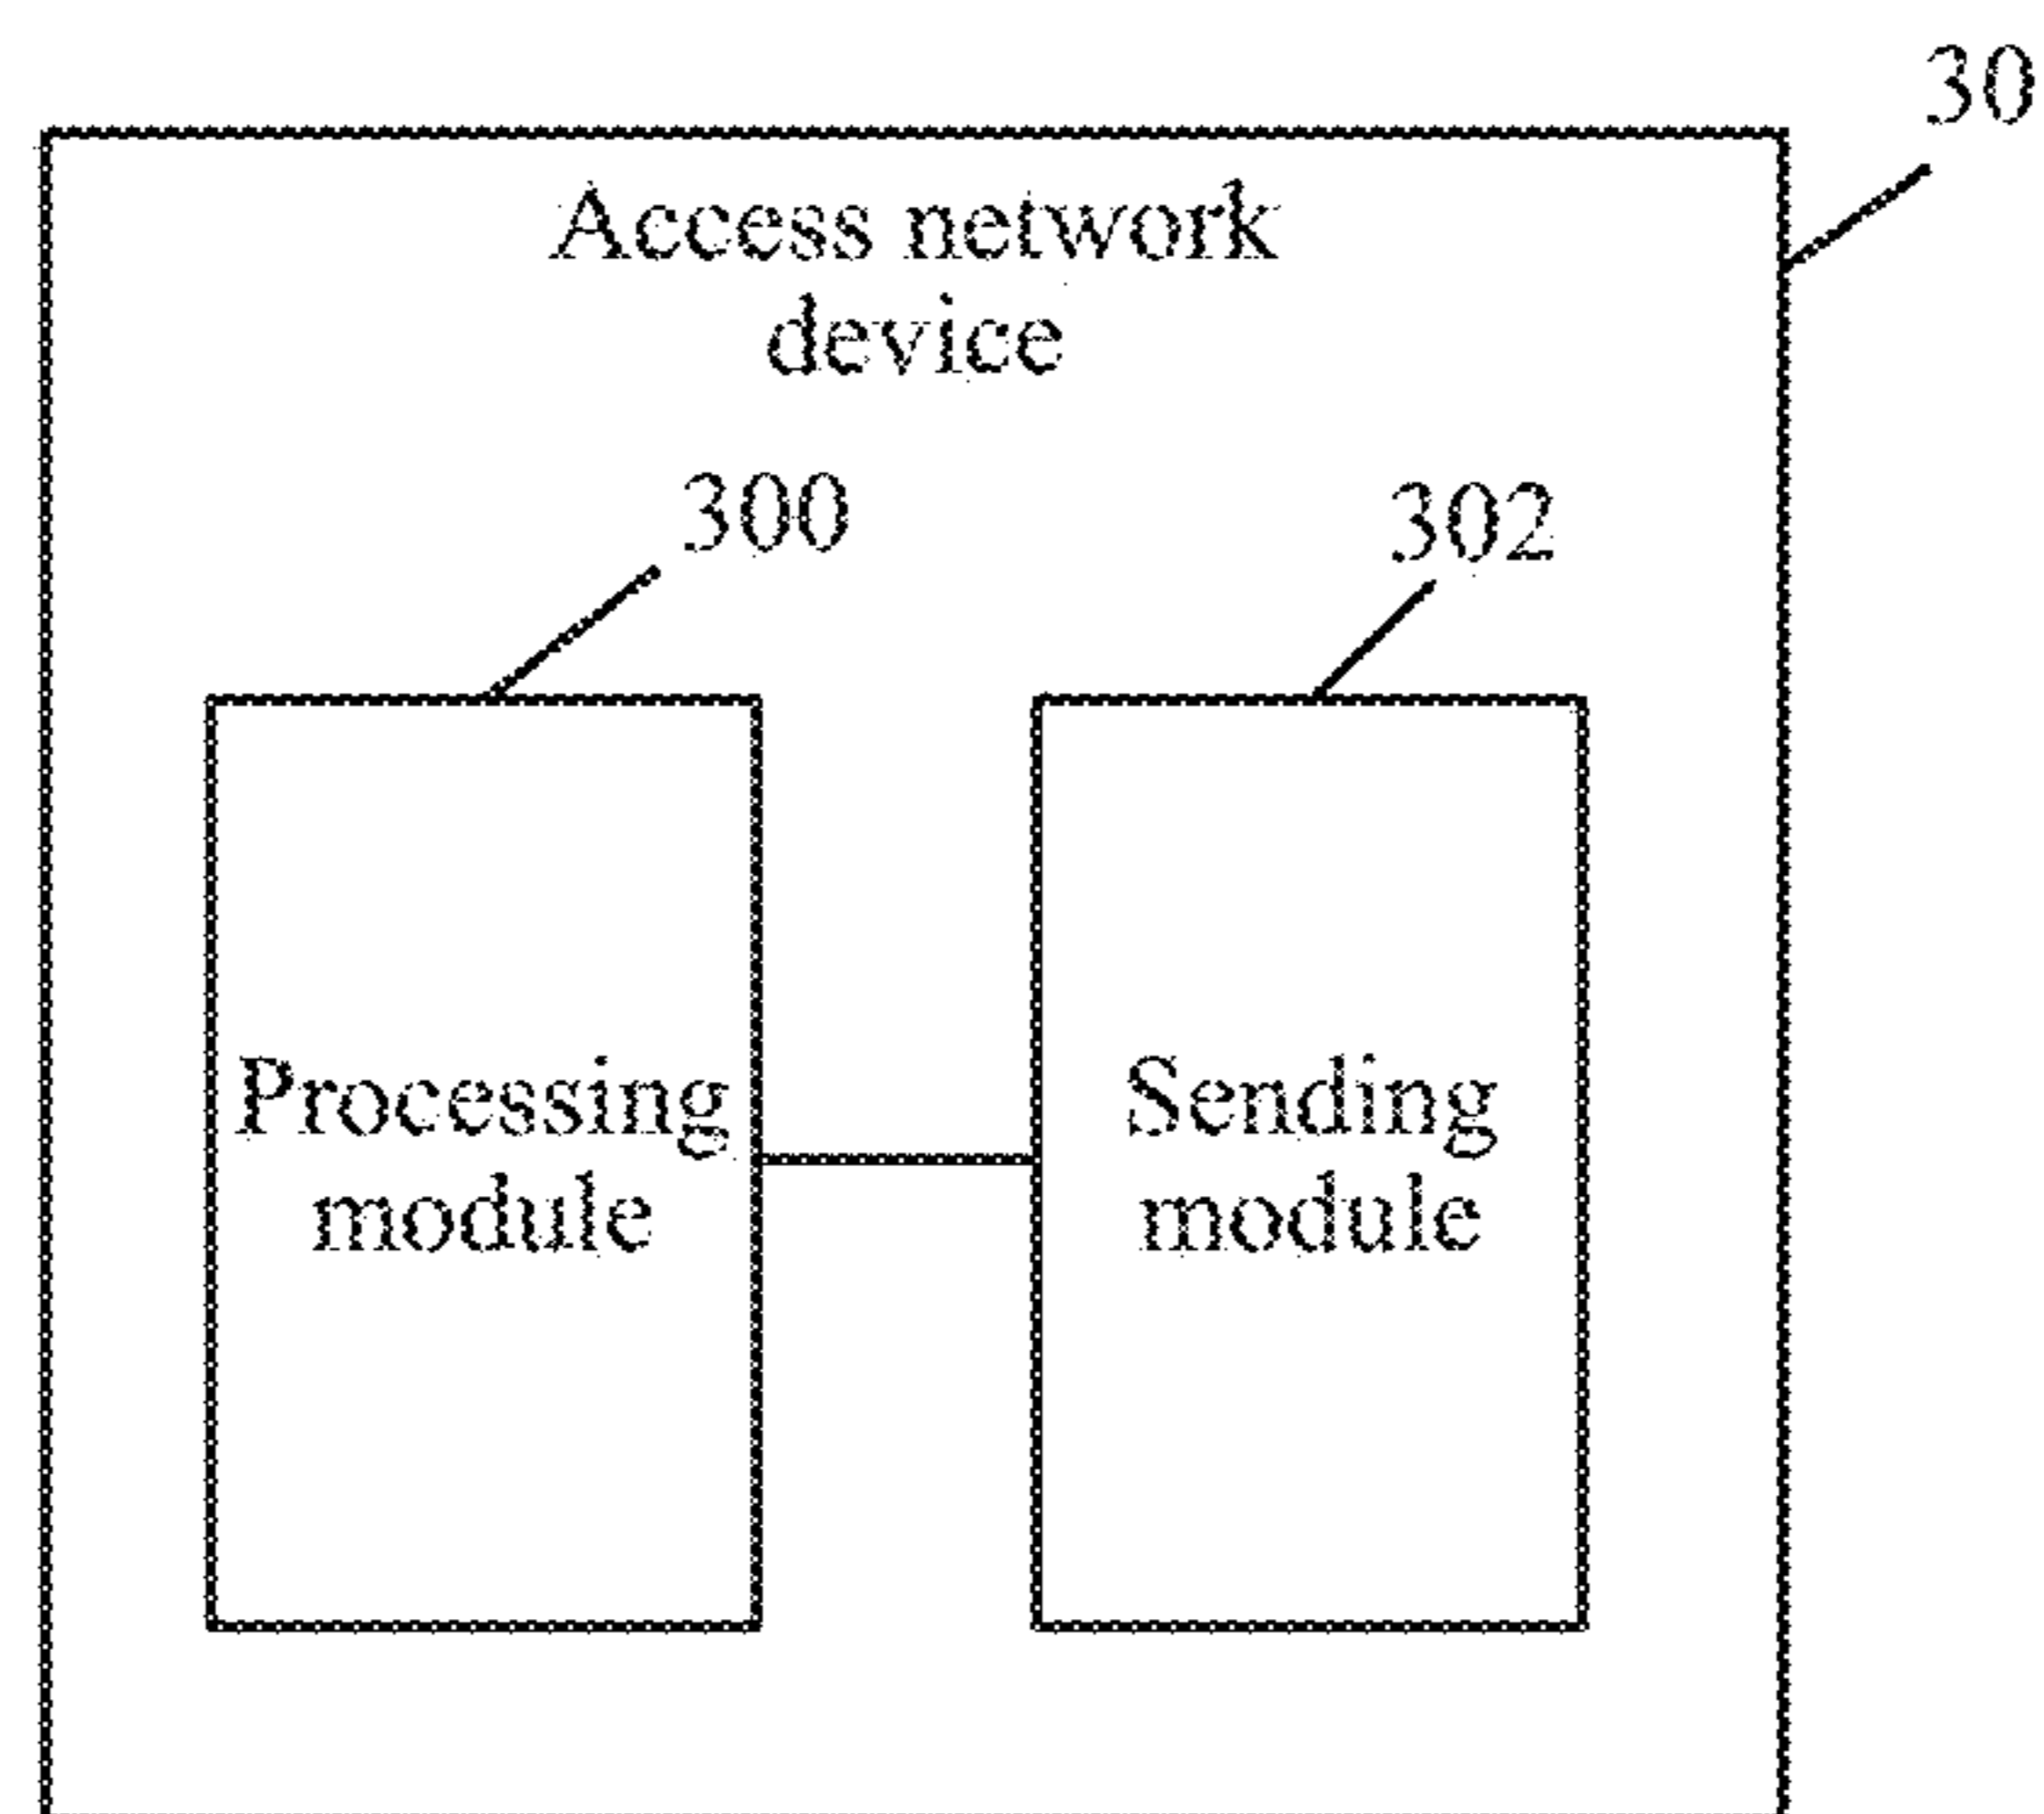 30
Access network
device
300
302
Processing
module
Sending
module